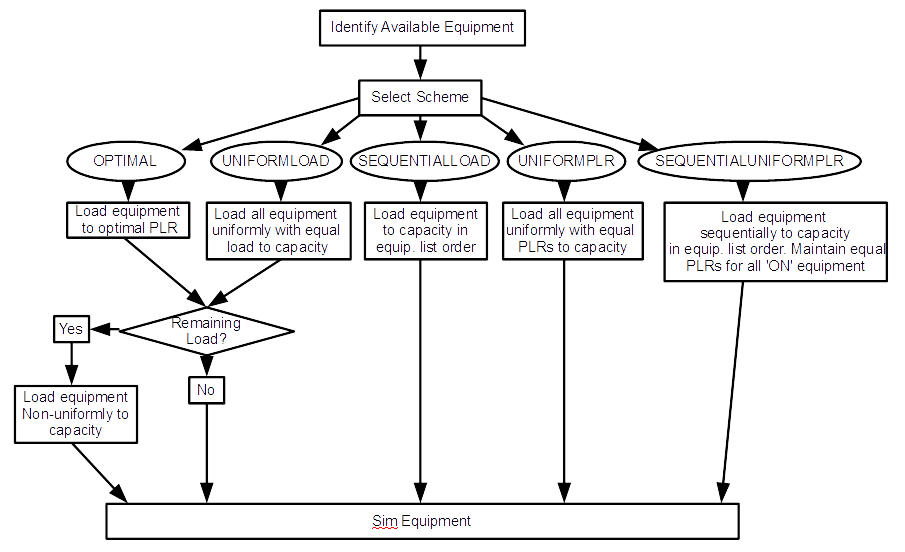 Identify Available Equipment
Select Scheme
OPTIMAL
UNIFORMLOAD
SEQUENTIALLOAD
UNIFORMPLR
SEQUENTIALUNIFORMPLR
Load equipment
to optimal PLR
Load all equipment
uniformly with equal
load to capacity
Load equipment
to capacity in
equip. list order
Load all equipment
uniformly with equal
PLRs to capacity
Load equipment
sequentially to capacity
in equip. list order. Maintain equal
PLRs for all 'ON' equipment
Remaining
Load?
Yes
No
Load equipment
Non-uniformly to
capacity
Sim Equipment